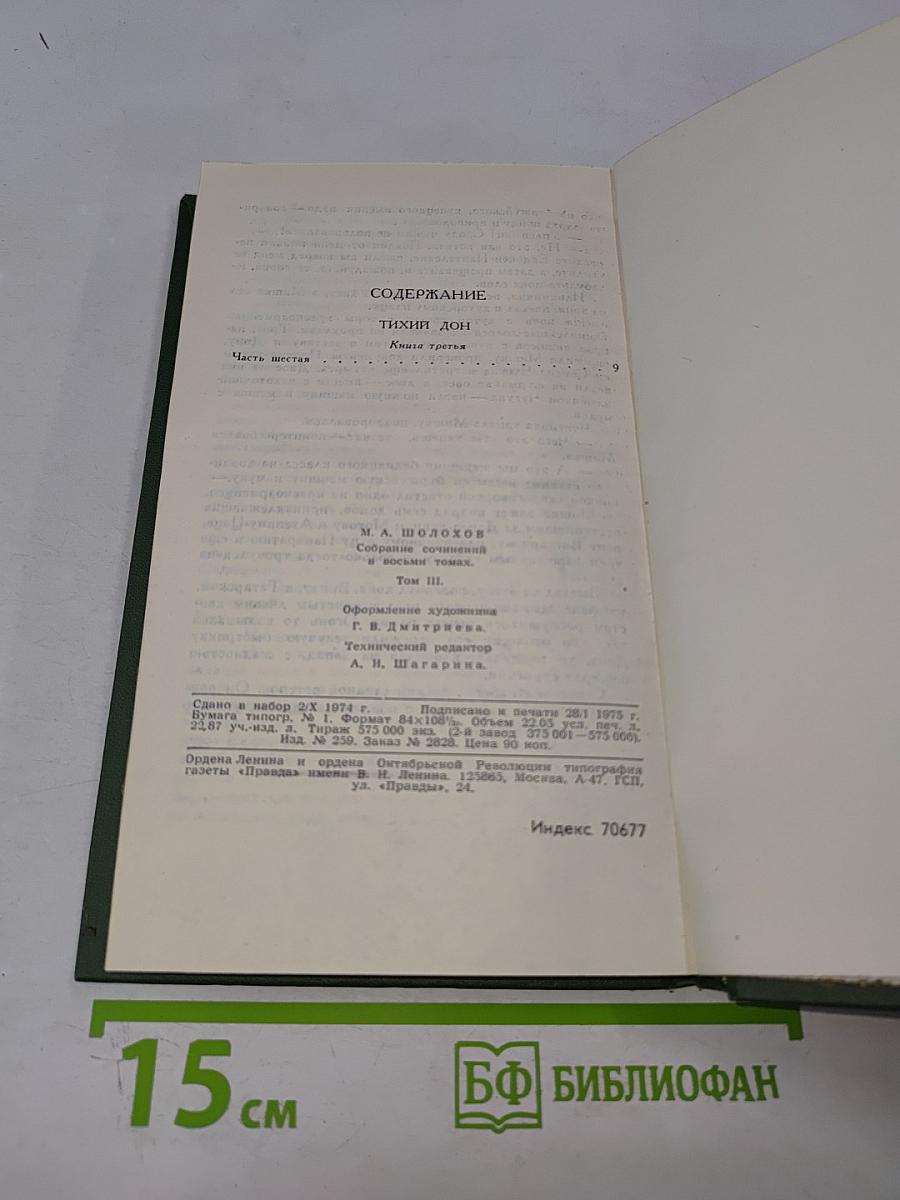 СОДЕРЖАНИЕ
ТИХИЙ ДОН
Книга третья
Часть шестая . . . . . . . . . . . . . . . . . . . . . . 9
М. А. ШОЛОХОВ
Собрание сочинений
в восьми томах.
Том III.
Оформление художника
Г. В. Дмитриева.
Технический редактор
А. И. Шагарина.
Сдано в набор 2/X 1974 г. Подписано к печати 28/I 1975 г.
Бумага типогр. № 1. Формат 84×108¹/₃₂. Объем 22,05 усл. печ. л.
22,87 уч.-изд. л. Тираж 575 000 экз. (2-й завод 375 001—575 000).
Изд. № 259. Заказ № 2828. Цена 90 коп.
Ордена Ленина и ордена Октябрьской Революции типография
газеты «Правда» имени В. И. Ленина. 125865, Москва, А-47, ГСП,
ул. «Правды», 24.
Индекс 70677
15 см
БФ БИБЛИОФАН